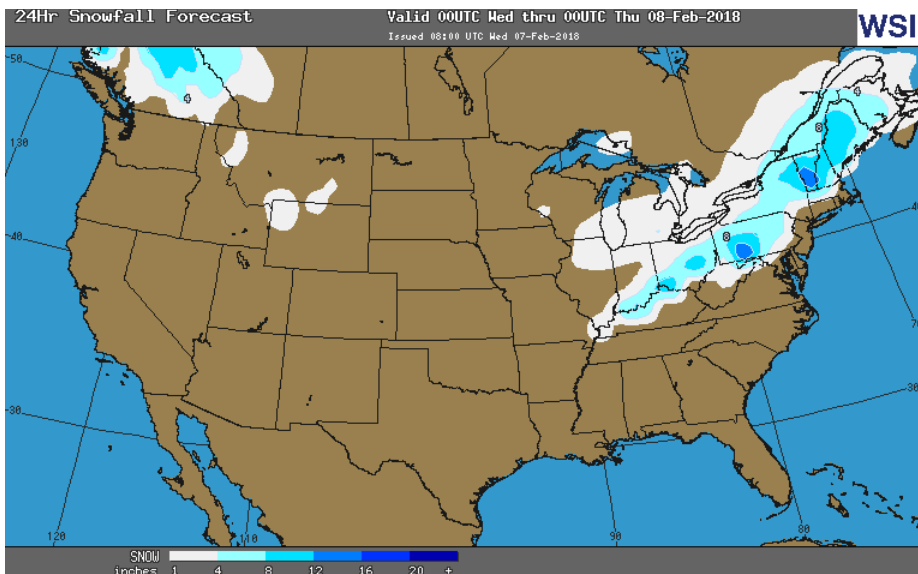 24Hr Snowfall Forecast
Valid 00UTC Wed thru 00UTC Thu 08-Feb-2018
Issued 08:00 UTC Wed 07-Feb-2018
WSI
50
4
4
8
130
40
40
8
70
30
30
120
110
90
80
SNOW
inches 1 4 8 12 16 20 +